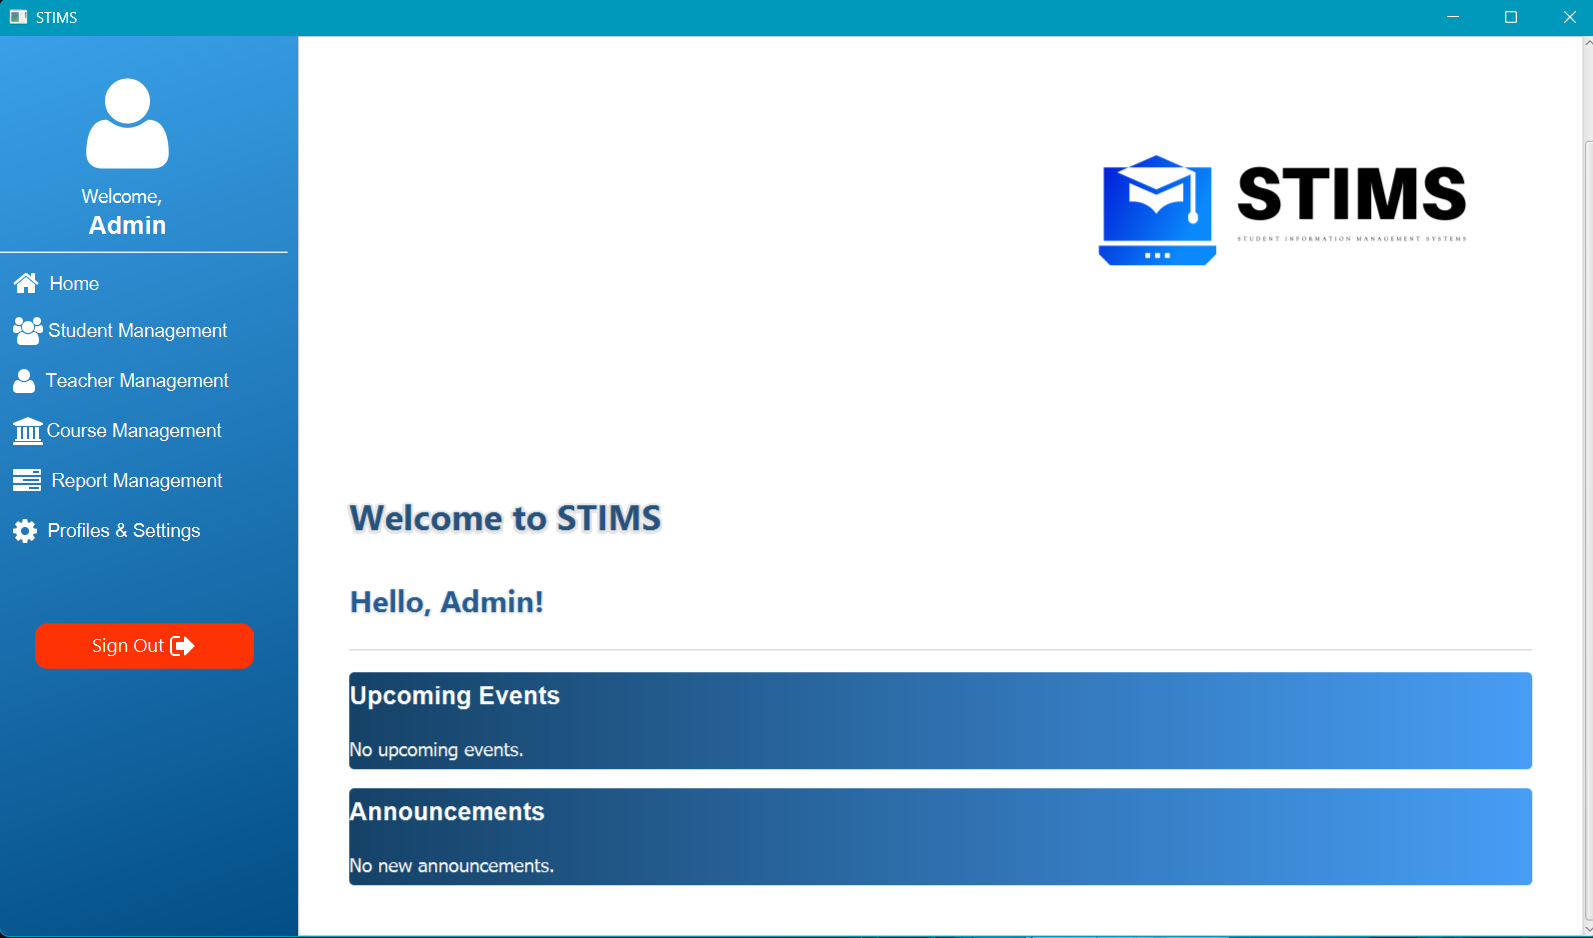 STIMS
Welcome,
Admin
Home
Student Management
Teacher Management
Course Management
Report Management
Profiles & Settings
Sign Out
STIMS
STUDENT INFORMATION MANAGEMENT SYSTEMS
Welcome to STIMS
Hello, Admin!
Upcoming Events
No upcoming events.
Announcements
No new announcements.